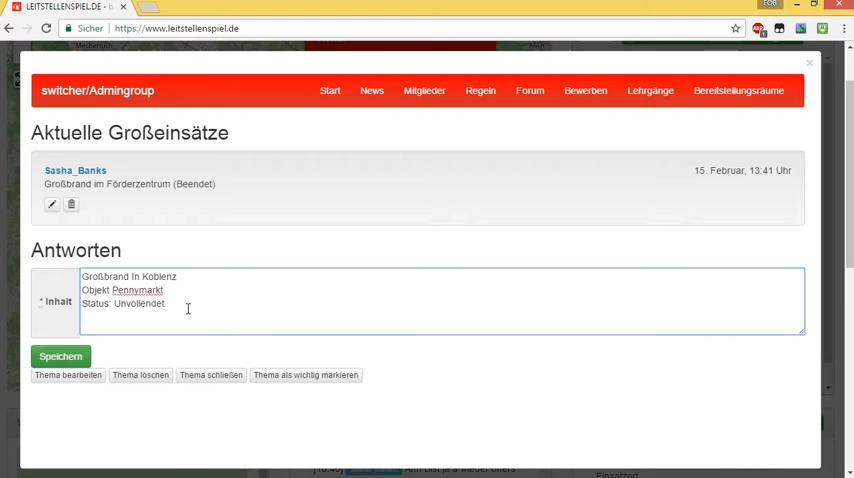 LEITSTELLENSPIEL.DE - b
EOB
Sicher
https://www.leitstellenspiel.de
Mecheroth
switcher/Admingroup
Start News Mitglieder Regeln Forum Bewerben Lehrgänge Bereitstellungsräume
Aktuelle Großeinsätze
Sasha_Banks
15. Februar, 13:41 Uhr
Großbrand im Förderzentrum (Beendet)
Antworten
* Inhalt
Großbrand In Koblenz
Objekt Pennymarkt
Status: Unvollendet
Speichern
Thema bearbeiten Thema löschen Thema schließen Thema als wichtig markieren
Einsatzort